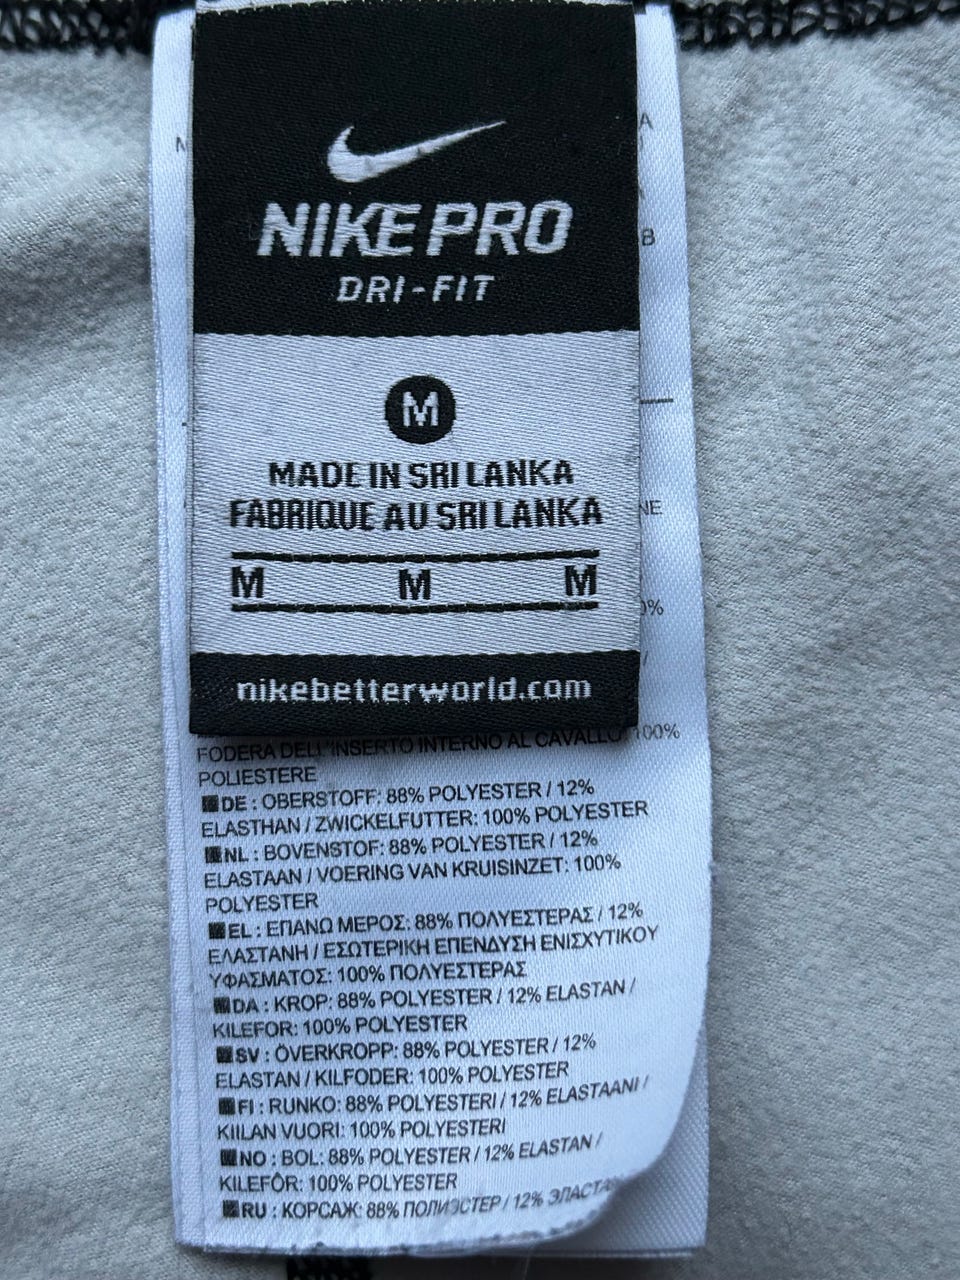 NIKE PRO
DRI-FIT
M
MADE IN SRI LANKA
FABRIQUE AU SRI LANKA
M M M
nikebetterworld.com
FODERA DELL'INSERTO INTERNO AL CAVALLO 100%
POLIESTERE
DE : OBERSTOFF: 88% POLYESTER / 12%
ELASTHAN / ZWICKELFUTTER: 100% POLYESTER
NL : BOVENSTOF: 88% POLYESTER / 12%
ELASTAAN / VOERING VAN KRUISINZET: 100%
POLYESTER
EL : ΕΠΑΝΩ ΜΕΡΟΣ: 88% ΠΟΛΥΕΣΤΕΡΑΣ / 12%
ΕΛΑΣΤΑΝΗ / ΕΣΩΤΕΡΙΚΗ ΕΠΕΝΔΥΣΗ ΕΝΙΣΧΥΤΙΚΟΥ
ΥΦΑΣΜΑΤΟΣ: 100% ΠΟΛΥΕΣΤΕΡΑΣ
DA : KROP: 88% POLYESTER / 12% ELASTAN /
KILEFOR: 100% POLYESTER
SV : ÖVERKROPP: 88% POLYESTER / 12%
ELASTAN / KILFODER: 100% POLYESTER
FI : RUNKO: 88% POLYESTERI / 12% ELASTAANI /
KIILAN VUORI: 100% POLYESTERI
NO : BOL: 88% POLYESTER / 12% ELASTAN /
KILEFÔR: 100% POLYESTER
RU : КОРСАЖ: 88% ПОЛИЭСТЕР / 12%